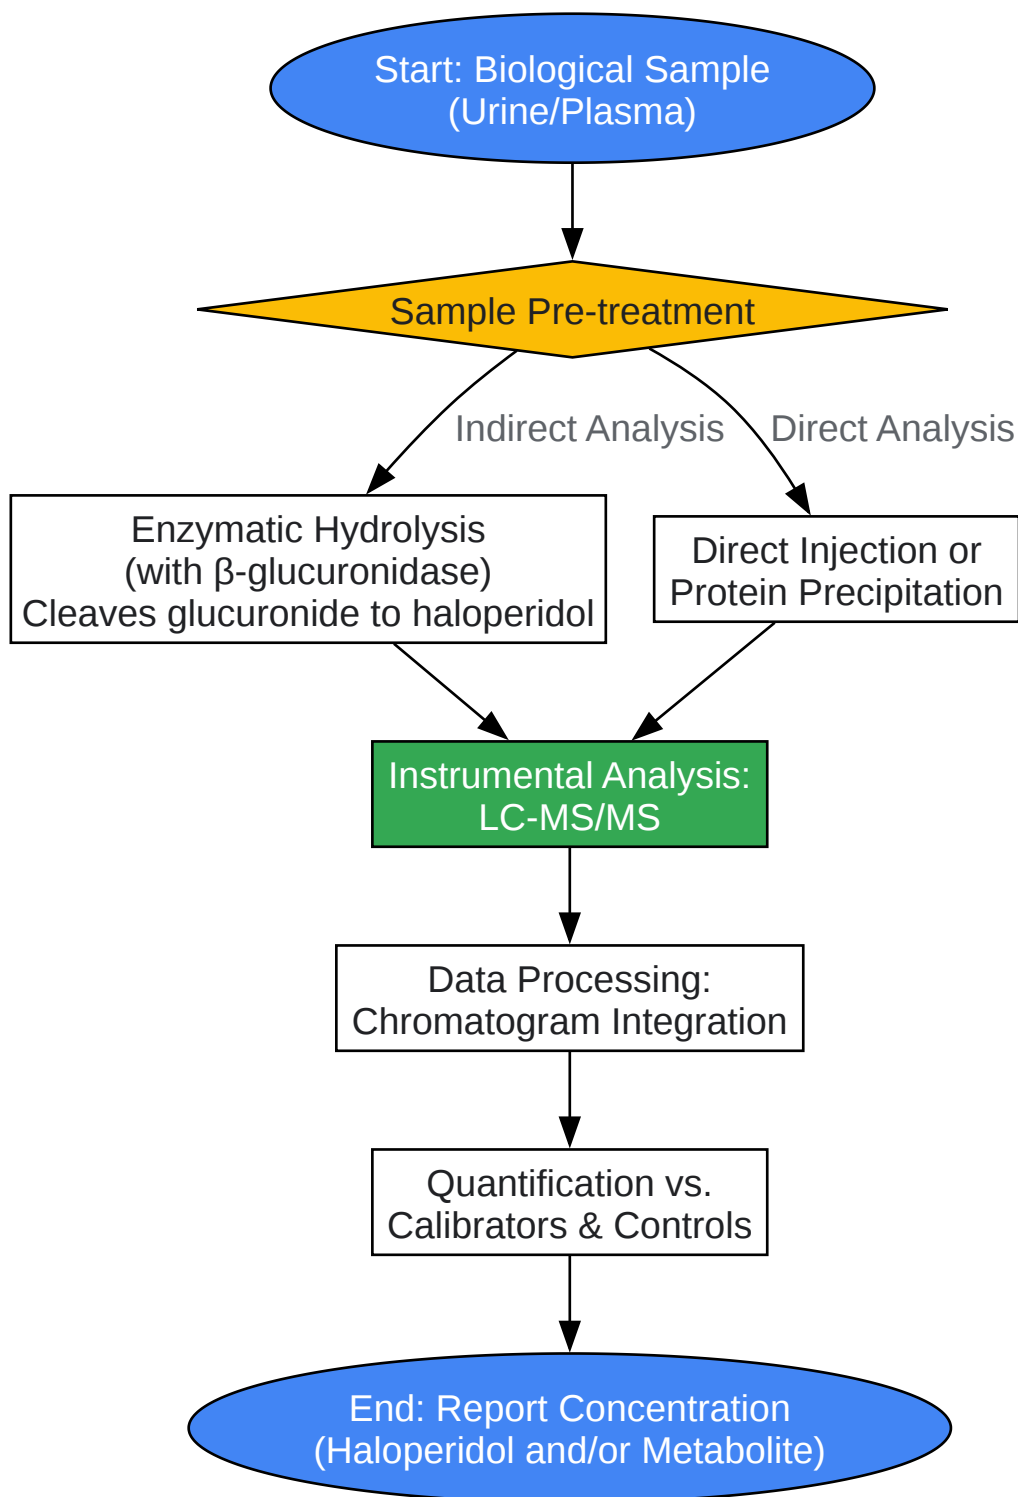 Start: Biological Sample
(Urine/Plasma)
Sample Pre-treatment
Indirect Analysis
Direct Analysis
Enzymatic Hydrolysis
(with β-glucuronidase)
Cleaves glucuronide to haloperidol
Direct Injection or
Protein Precipitation
Instrumental Analysis:
LC-MS/MS
Data Processing:
Chromatogram Integration
Quantification vs.
Calibrators & Controls
End: Report Concentration
(Haloperidol and/or Metabolite)